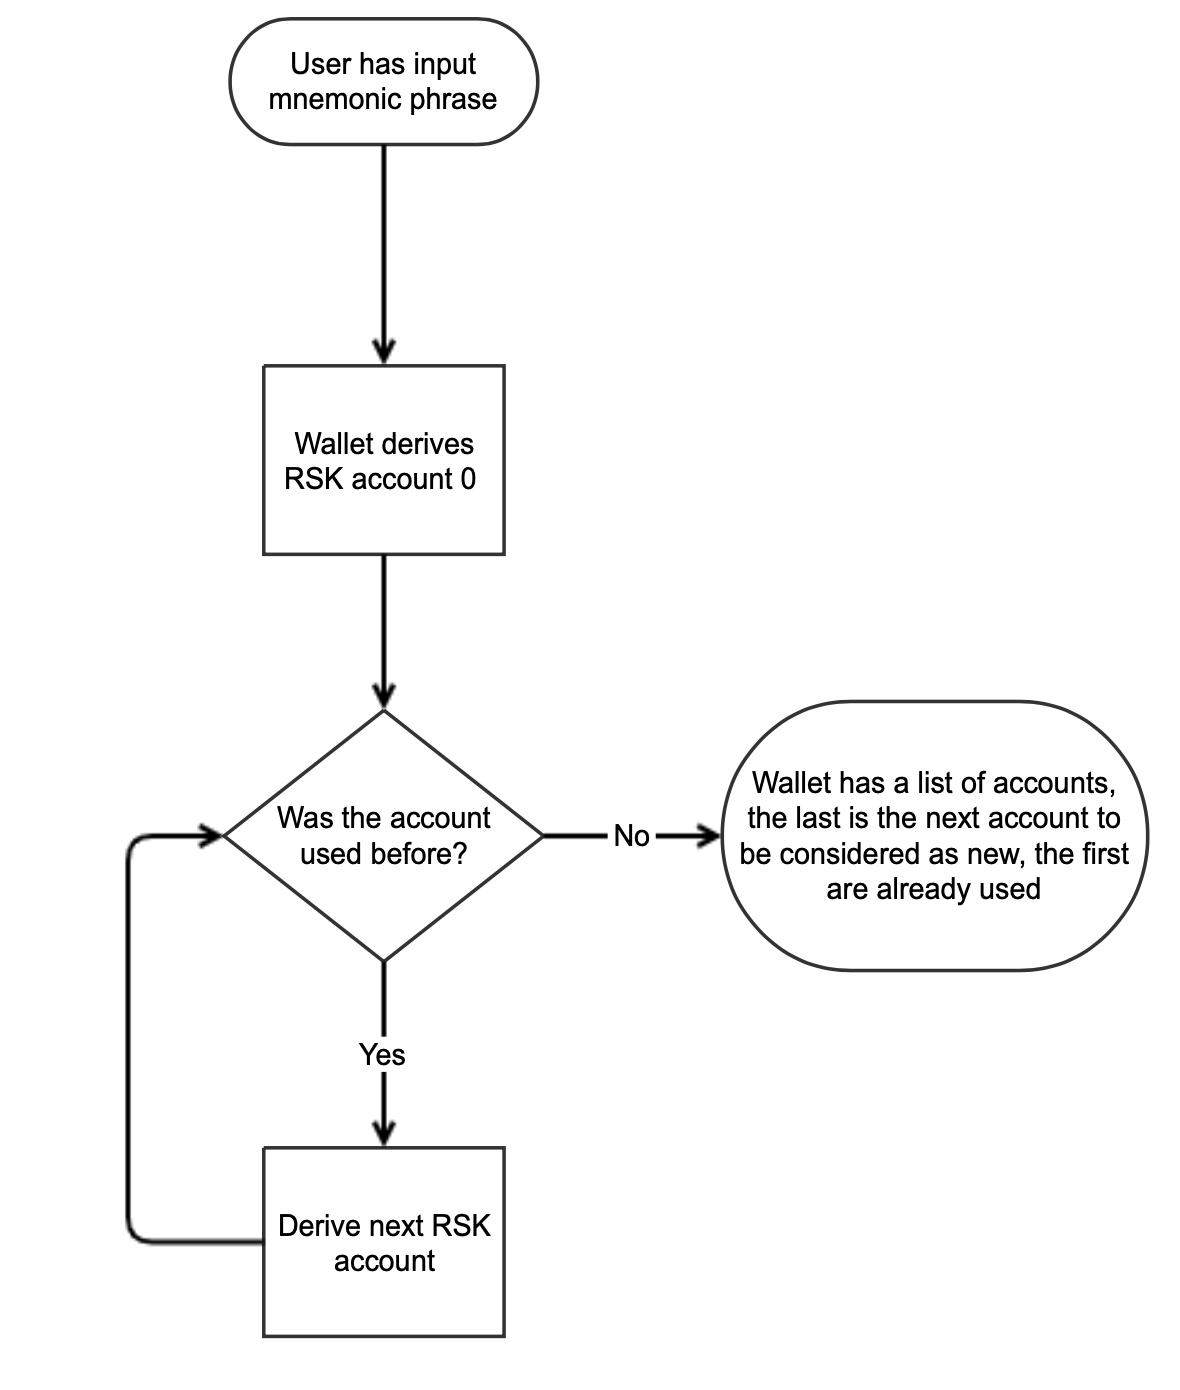 User has input
mnemonic phrase
Wallet derives
RSK account 0
Was the account
used before?
No
Wallet has a list of accounts,
the last is the next account to
be considered as new, the first
are already used
Yes
Derive next RSK
account